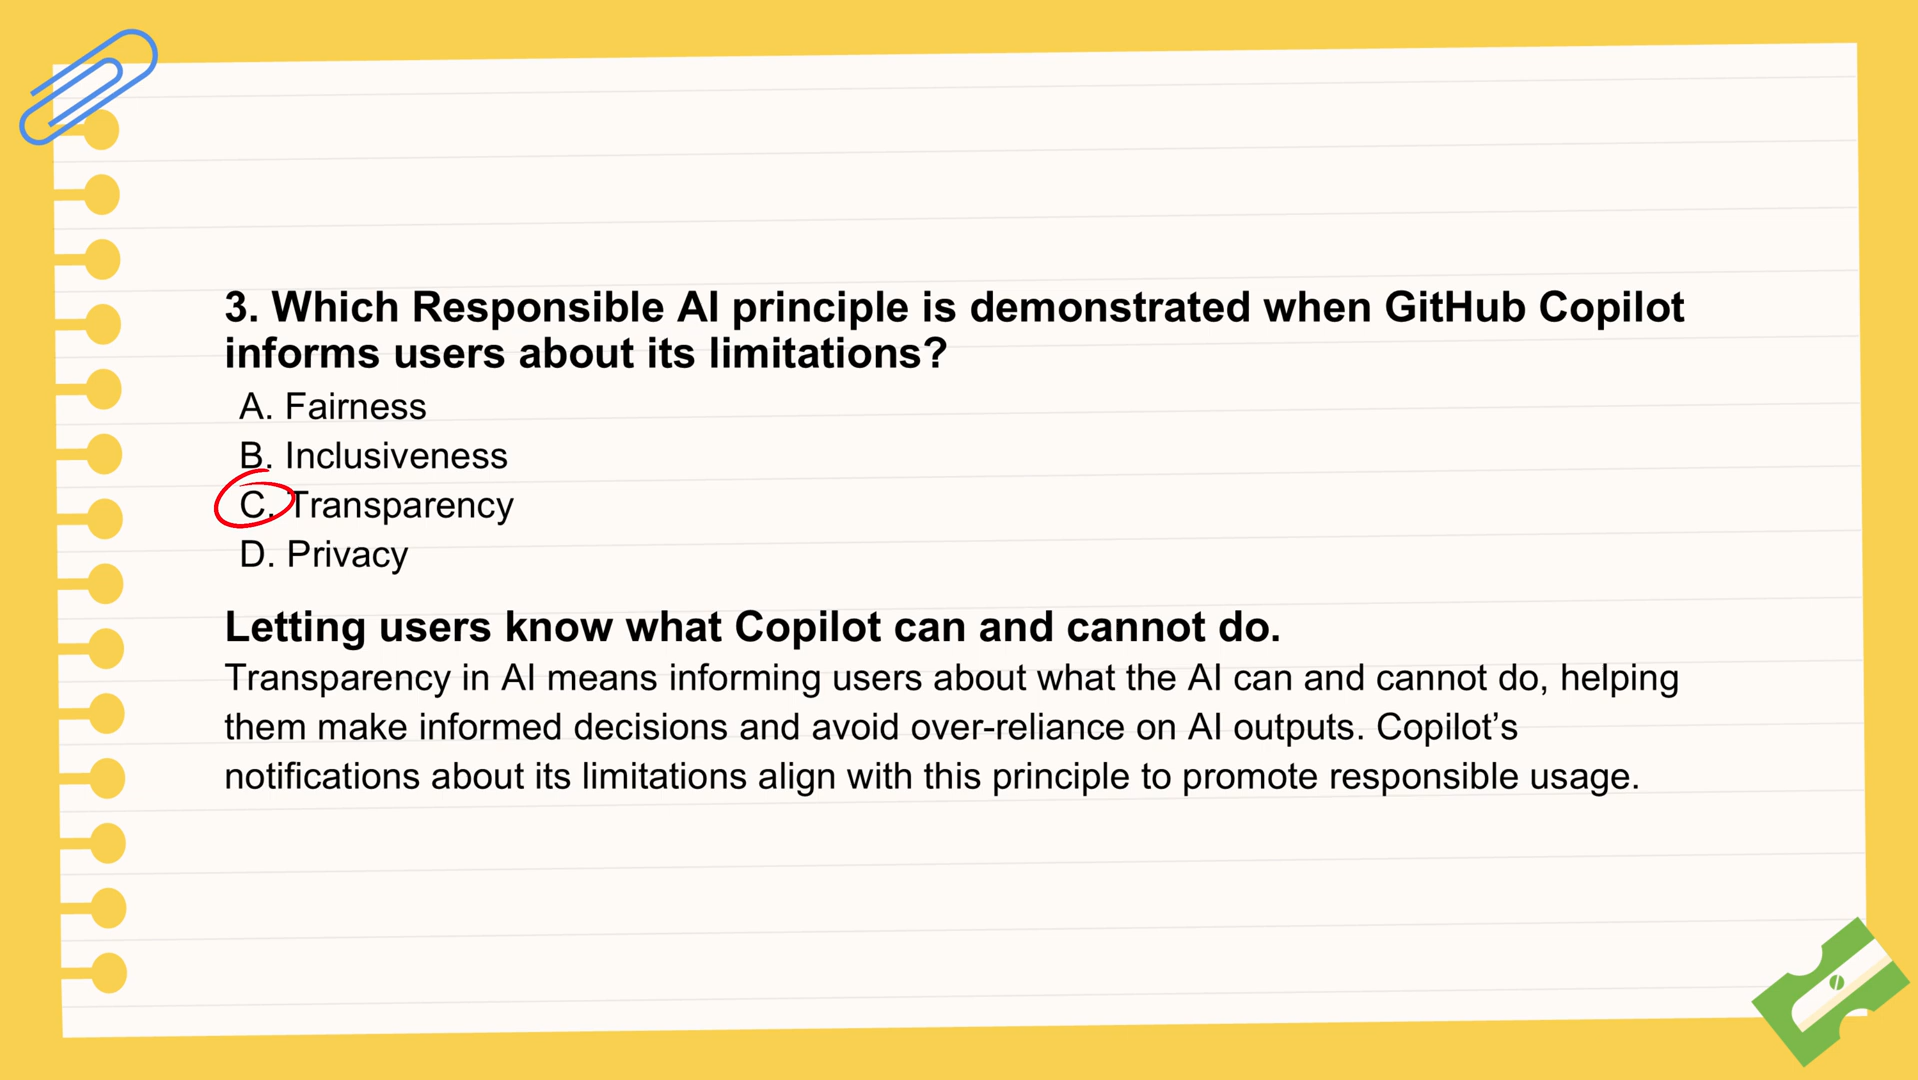 3. Which Responsible AI principle is demonstrated when GitHub Copilot
informs users about its limitations?
A. Fairness
B. Inclusiveness
C. Transparency
D. Privacy
Letting users know what Copilot can and cannot do.
Transparency in AI means informing users about what the AI can and cannot do, helping
them make informed decisions and avoid over-reliance on AI outputs. Copilot’s
notifications about its limitations align with this principle to promote responsible usage.